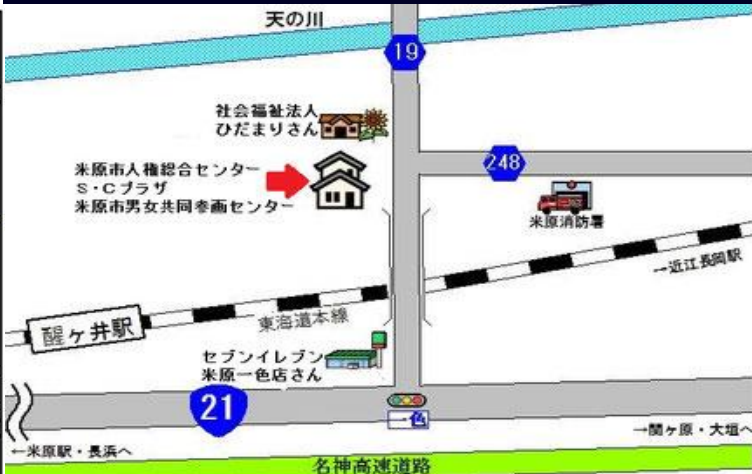 天の川
19
社会福祉法人
ひだまりさん
248
米原市人権総合センター
S・Cプラザ
米原市男女共同参画センター
米原消防署
→近江長岡駅
醒ヶ井駅
東海道本線
セブンイレブン
米原一色店さん
21
一色
←米原駅・長浜へ
→関ヶ原・大垣へ
名神高速道路